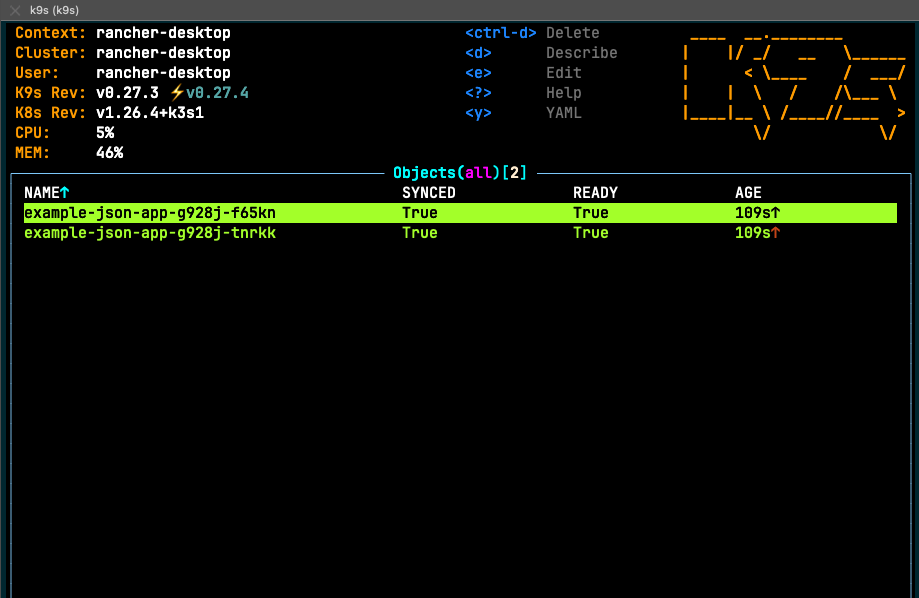 k9s (k9s)
Context: rancher-desktop <ctrl-d> Delete
Cluster: rancher-desktop <d> Describe
User: rancher-desktop <e> Edit
K9s Rev: v0.27.3 ⚡v0.27.4 <?> Help
K8s Rev: v1.26.4+k3s1 <y> YAML
CPU: 5%
MEM: 46%
Objects(all)[2]
NAME↑ SYNCED READY AGE
example-json-app-g928j-f65kn True True 109s↑
example-json-app-g928j-tnrkk True True 109s↑